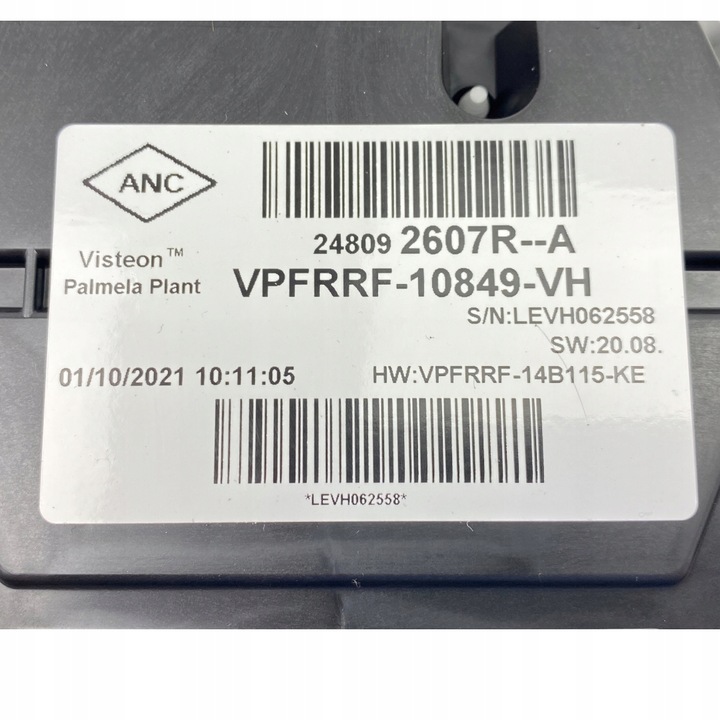 ANC
24809 2607R--A
Visteon™
Palmela Plant
VPFRRF-10849-VH
S/N:LEVH062558
SW:20.08.
01/10/2021 10:11:05
HW:VPFRRF-14B115-KE
*LEVH062558*